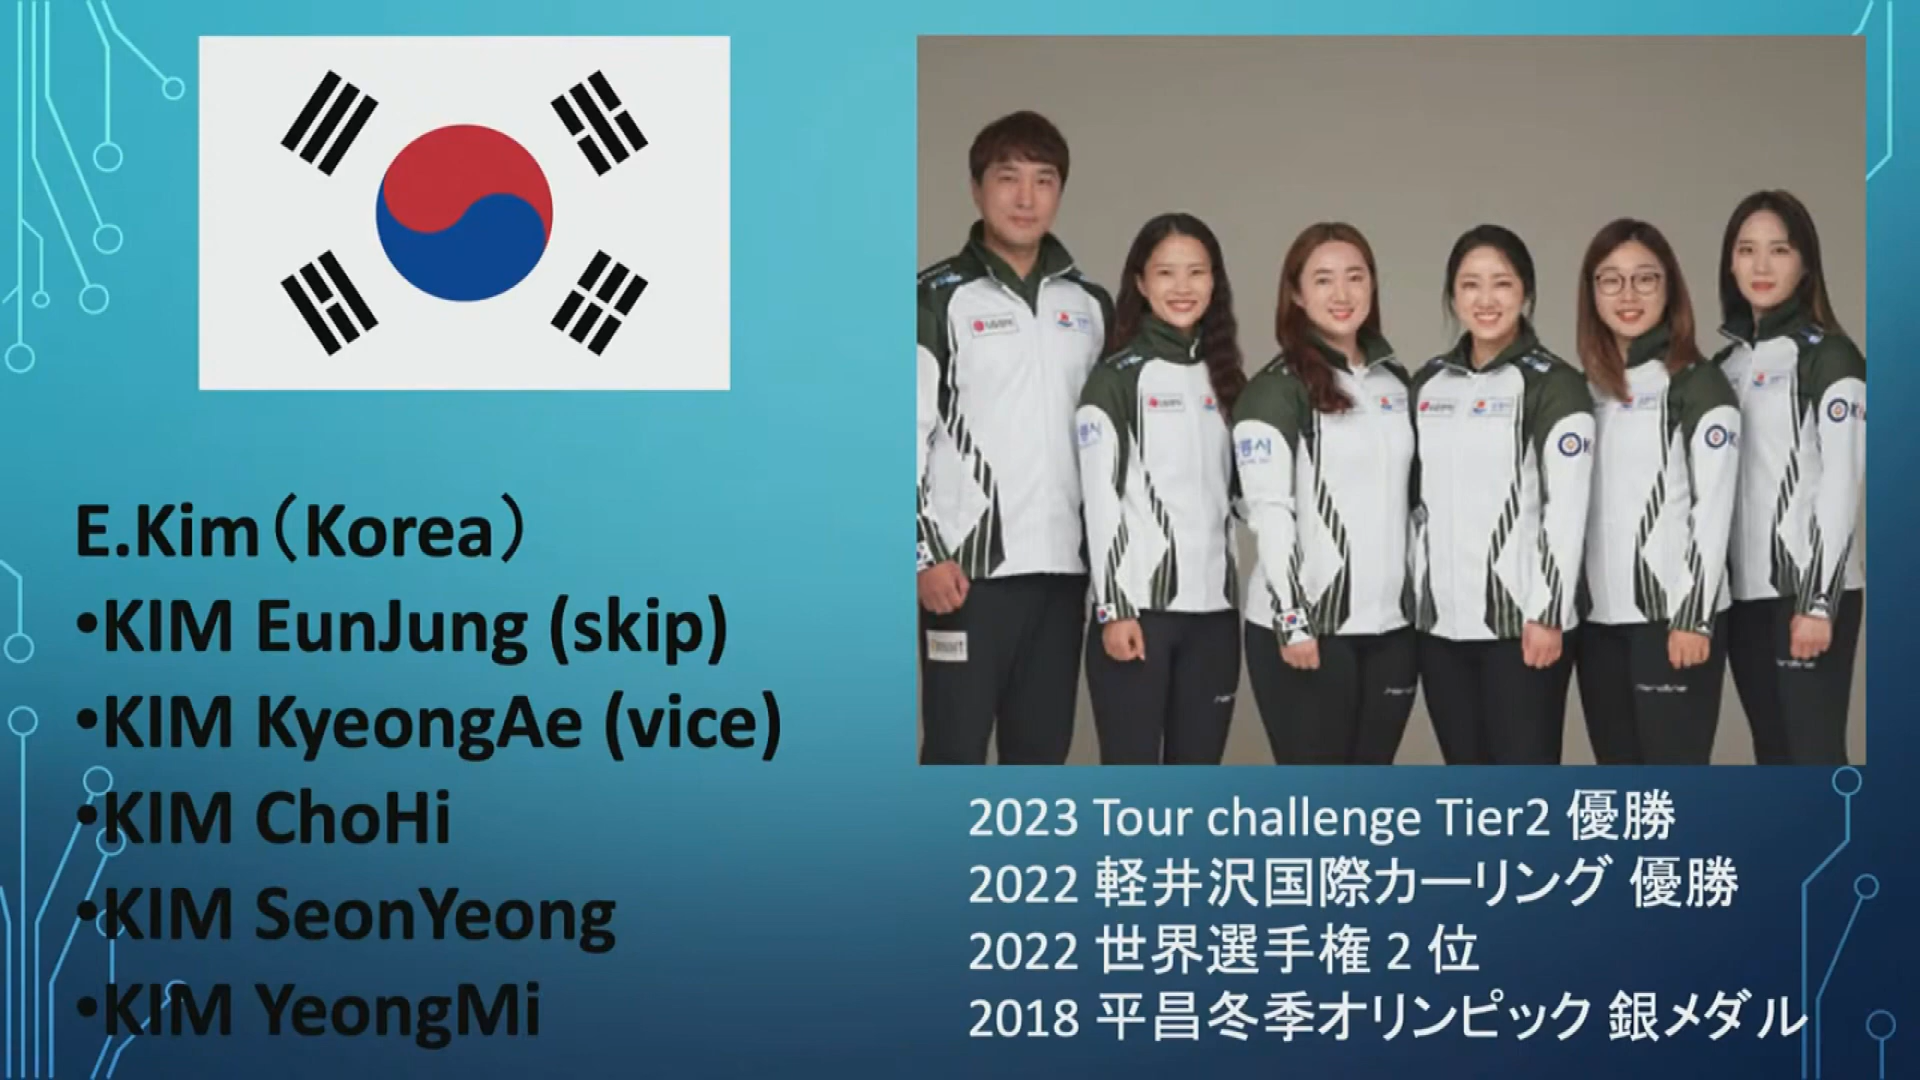 E.Kim（Korea）
•KIM EunJung (skip)
•KIM KyeongAe (vice)
•KIM ChoHi
•KIM SeonYeong
•KIM YeongMi
2023 Tour challenge Tier2 優勝
2022 軽井沢国際カーリング 優勝
2022 世界選手権 2 位
2018 平昌冬季オリンピック 銀メダル